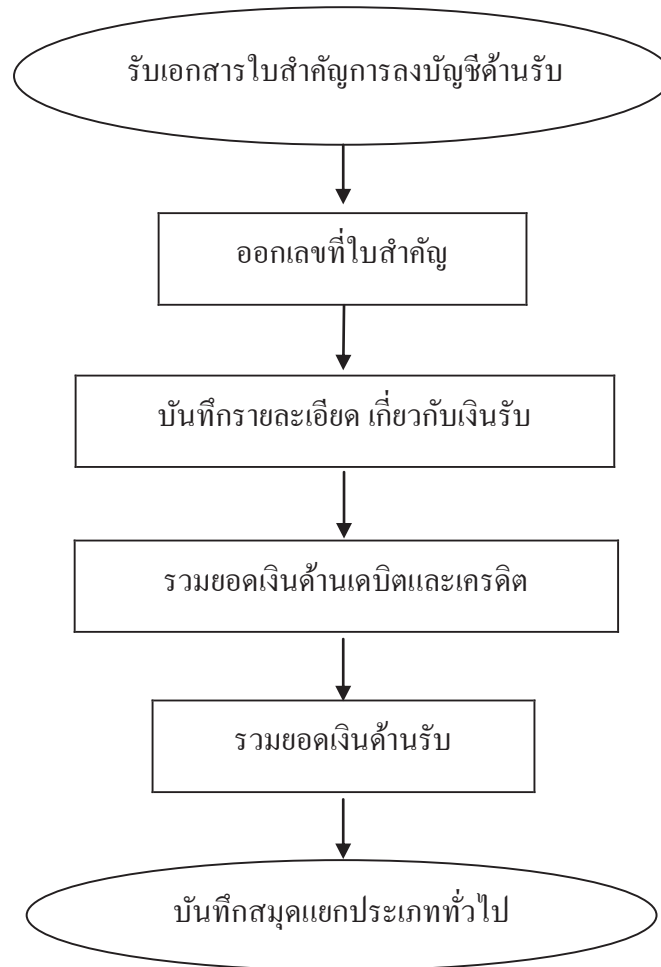 รับเอกสารใบสำคัญการลงบัญชีด้านรับ
ออกเลขที่ใบสำคัญ
บันทึกรายละเอียด เกี่ยวกับเงินรับ
รวมยอดเงินด้านเดบิตและเครดิต
รวมยอดเงินด้านรับ
บันทึกสมุดแยกประเภททั่วไป